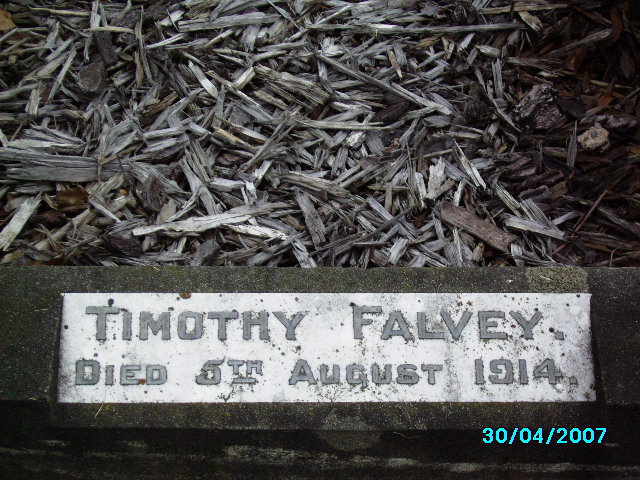 TIMOTHY FALVEY.
DIED 5TH AUGUST 1914.
30/04/2007